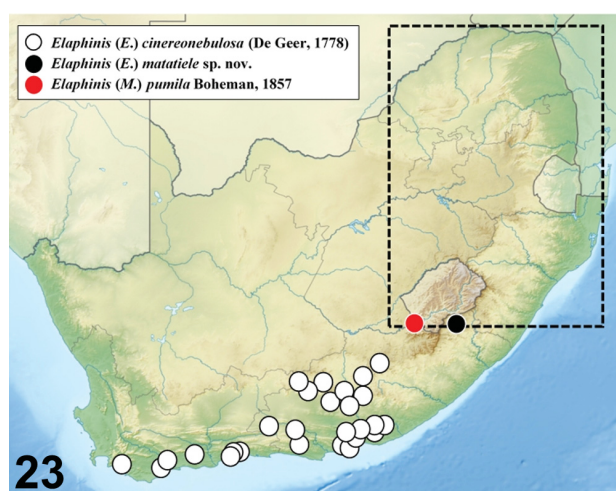 Elaphinis (E.) cinereonebulosa (De Geer, 1778)
Elaphinis (E.) matatiele sp. nov.
Elaphinis (M.) pumila Boheman, 1857
23